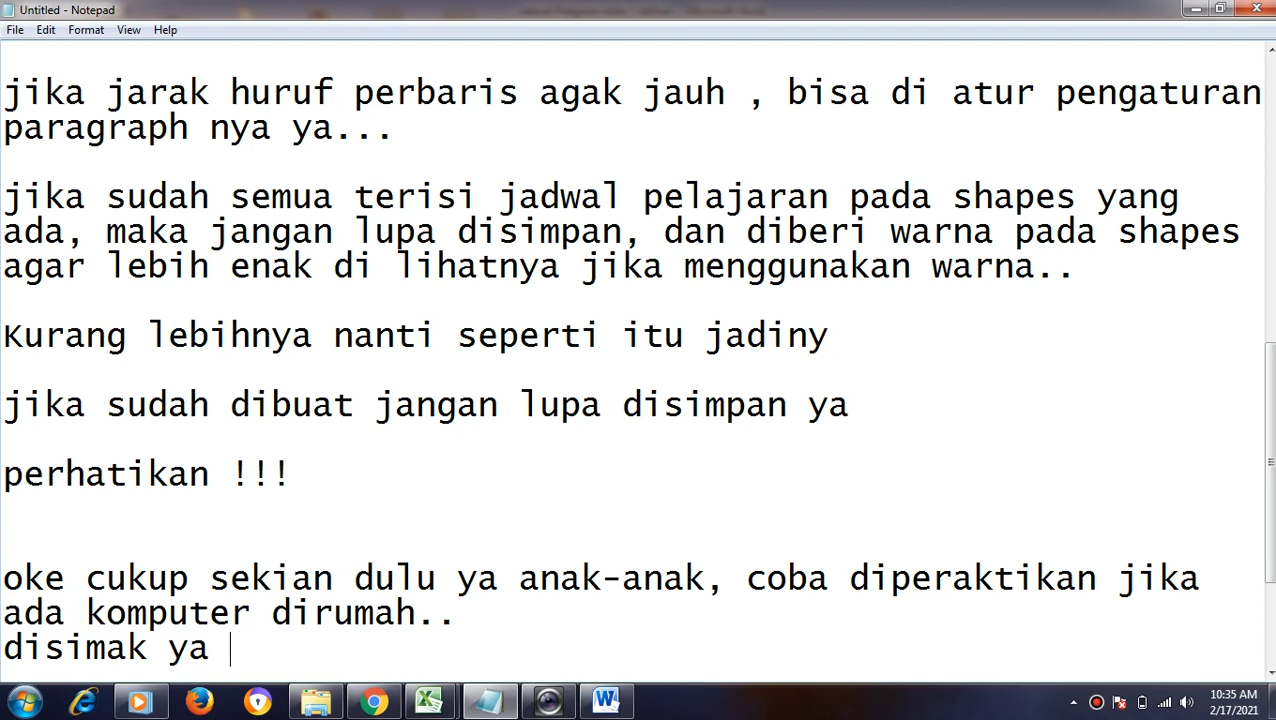 Untitled - Notepad
File Edit Format View Help
jika jarak huruf perbaris agak jauh , bisa di atur pengaturan
paragraph nya ya...
jika sudah semua terisi jadwal pelajaran pada shapes yang
ada, maka jangan lupa disimpan, dan diberi warna pada shapes
agar lebih enak di lihatnya jika menggunakan warna..
Kurang lebihnya nanti seperti itu jadiny
jika sudah dibuat jangan lupa disimpan ya
perhatikan !!!
oke cukup sekian dulu ya anak-anak, coba diperaktikan jika
ada komputer dirumah..
disimak ya
10:35 AM
2/17/2021